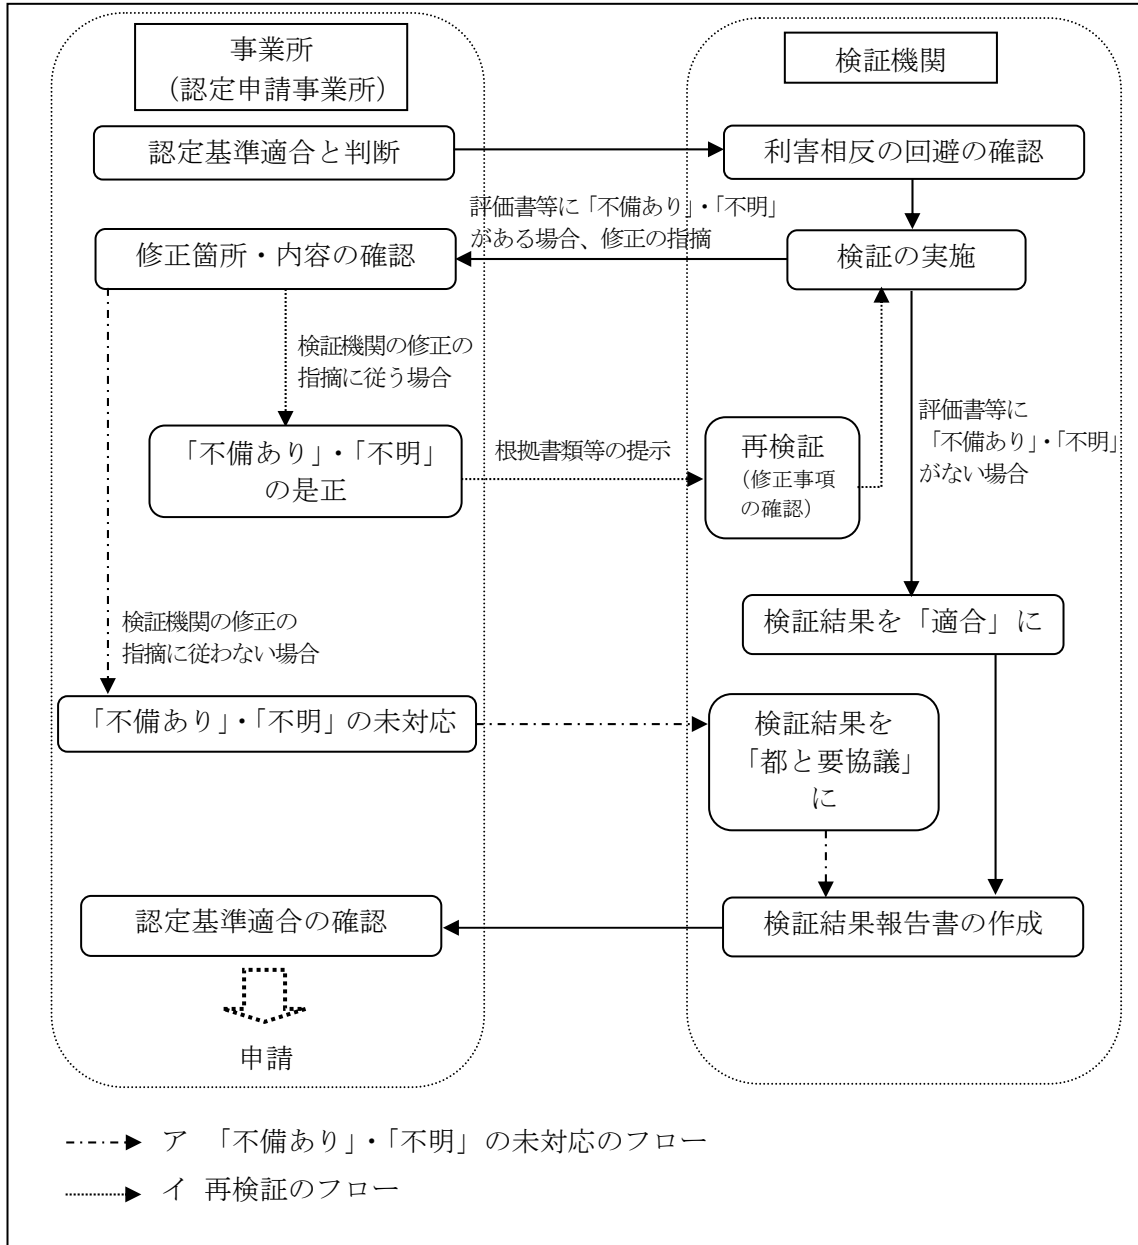 事業所
（認定申請事業所）
検証機関
認定基準適合と判断
利害相反の回避の確認
評価書等に「不備あり」・「不明」
がある場合、修正の指摘
修正箇所・内容の確認
検証の実施
検証機関の修正の
指摘に従う場合
評価書等に
「不備あり」・「不明」
がない場合
「不備あり」・「不明」
の是正
根拠書類等の提示
再検証
（修正事項
の確認）
検証結果を「適合」に
検証機関の修正の
指摘に従わない場合
「不備あり」・「不明」の未対応
検証結果を
「都と要協議」
に
認定基準適合の確認
検証結果報告書の作成
申請
ア 「不備あり」・「不明」の未対応のフロー
イ 再検証のフロー